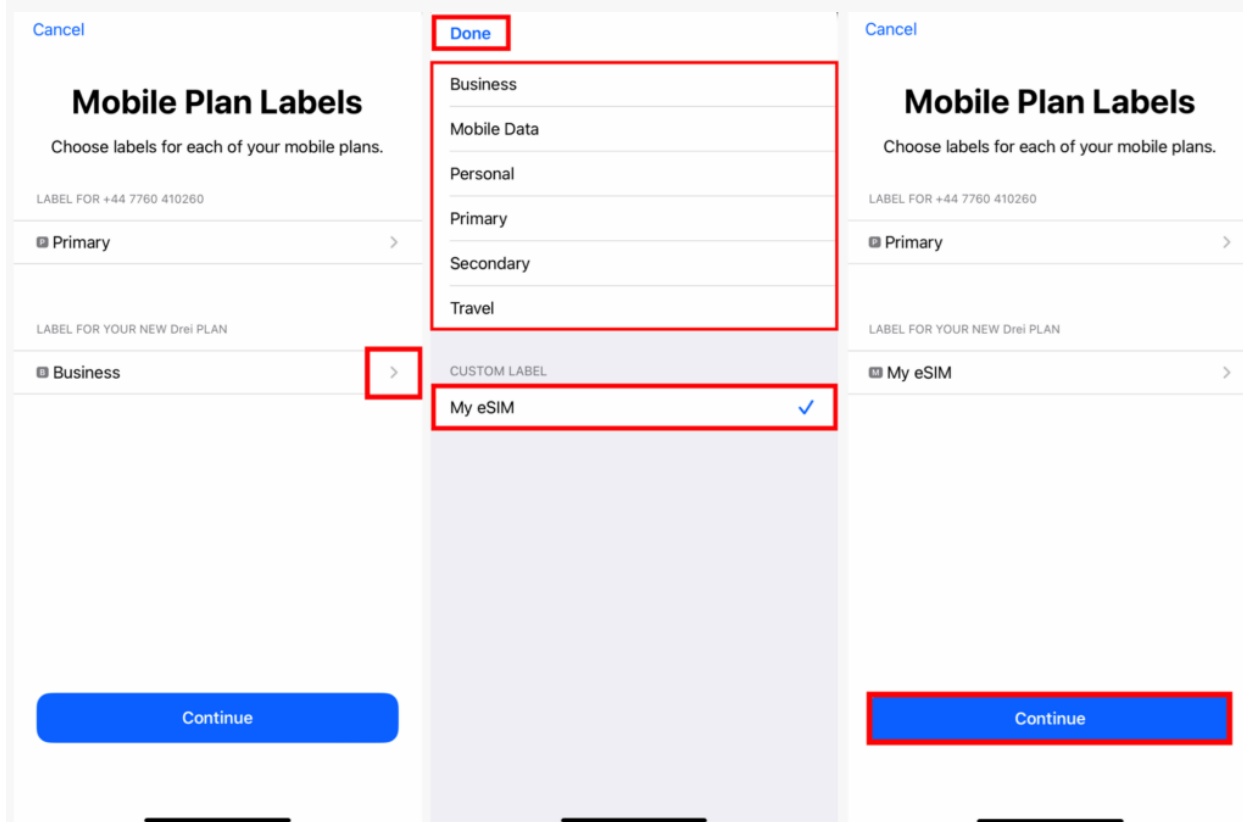 Cancel
Mobile Plan Labels
Choose labels for each of your mobile plans.
LABEL FOR +44 7760 410260
P Primary
LABEL FOR YOUR NEW Drei PLAN
B Business
Continue
Done
Business
Mobile Data
Personal
Primary
Secondary
Travel
CUSTOM LABEL
My eSIM
Cancel
Mobile Plan Labels
Choose labels for each of your mobile plans.
LABEL FOR +44 7760 410260
P Primary
LABEL FOR YOUR NEW Drei PLAN
M My eSIM
Continue